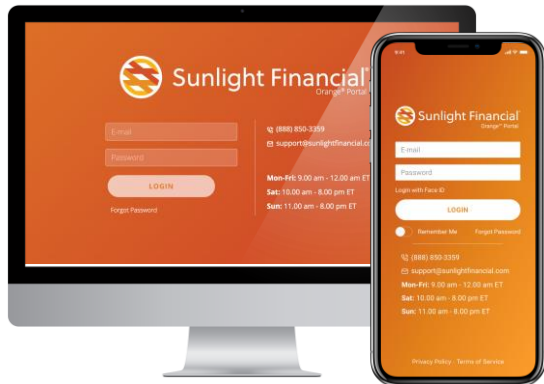 Sunlight Financial
Orange® Portal
E-mail
Password
LOGIN
Forgot Password
(888) 850-3359
support@sunlightfinancial.co
Mon-Fri: 9.00 am - 12.00 am ET
Sat: 10.00 am - 8.00 pm ET
Sun: 11.00 am - 8.00 pm ET
9:41
Sunlight Financial
Orange® Portal
E-mail
Password
Login with Face ID
LOGIN
Remember Me
Forgot Password
(888) 850-3359
support@sunlightfinancial.com
Mon-Fri: 9.00 am - 12.00 am ET
Sat: 10.00 am - 8.00 pm ET
Sun: 11.00 am - 8.00 pm ET
Privacy Policy · Terms of Service